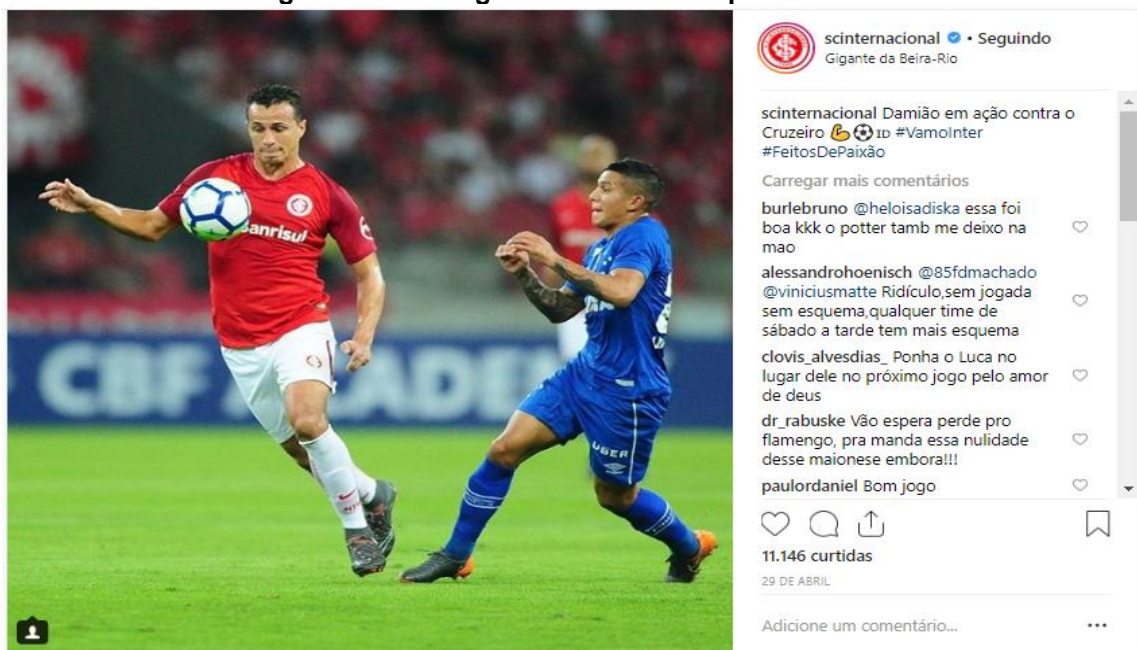 scinternacional • Seguindo
Gigante da Beira-Rio
scinternacional Damião em ação contra o
Cruzeiro 💪⚽ ID #VamoInter
#FeitosDePaixão
Carregar mais comentários
burlebruno @heloisadiska essa foi
boa kkk o potter tamb me deixo na
mao
alessandrohoenisch @85fdmachado
@viniciusmatte Ridículo,sem jogada
sem esquema,qualquer time de
sábado a tarde tem mais esquema
clovis_alvesdias_ Ponha o Luca no
lugar dele no próximo jogo pelo amor
de deus
dr_rabuske Vão espera perde pro
flamengo, pra manda essa nulidade
desse maionese embora!!!
paulordaniel Bom jogo
11.146 curtidas
29 DE ABRIL
Adicione um comentário...
Banrisul
CBF ACADE
UBER